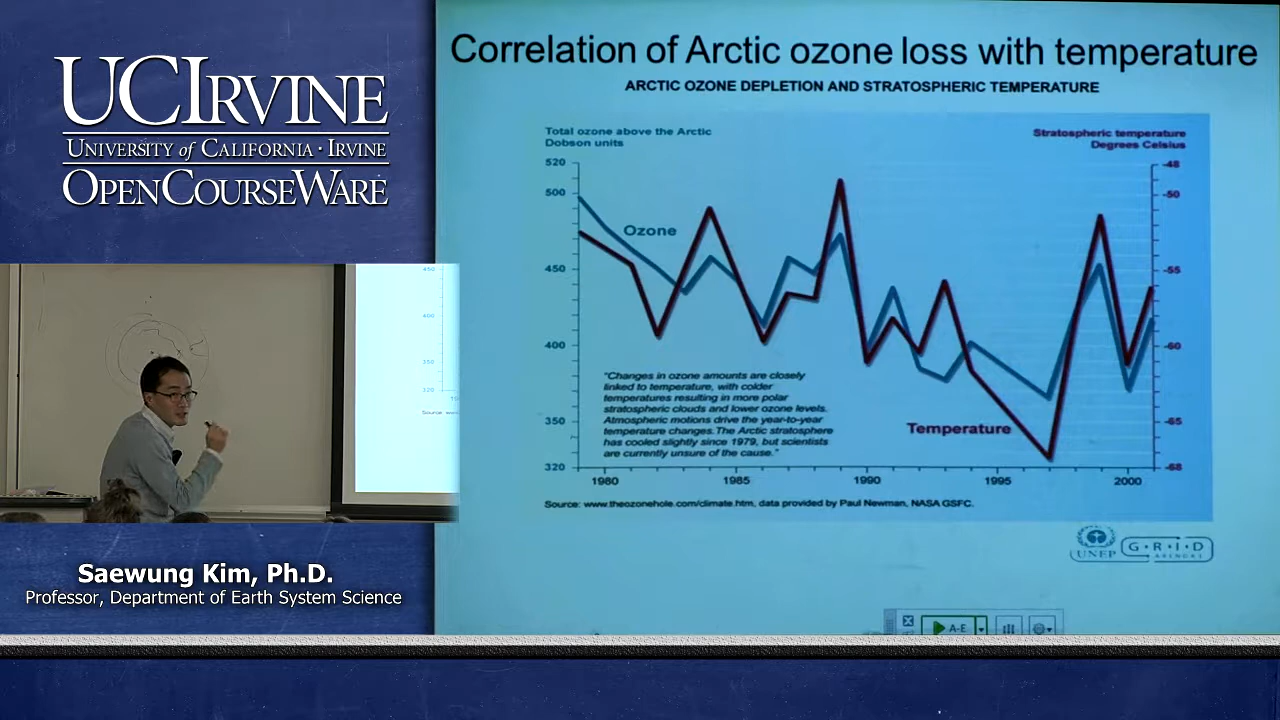 UCIRVINE
UNIVERSITY of CALIFORNIA · IRVINE
OPENCOURSEWARE
Saewung Kim, Ph.D.
Professor, Department of Earth System Science
Correlation of Arctic ozone loss with temperature
ARCTIC OZONE DEPLETION AND STRATOSPHERIC TEMPERATURE
Total ozone above the Arctic
Dobson units
Stratospheric temperature
Degrees Celsius
520
500
450
400
350
320
-48
-50
-55
-60
-65
-68
Ozone
Temperature
"Changes in ozone amounts are closely
linked to temperature, with colder
temperatures resulting in more polar
stratospheric clouds and lower ozone levels.
Atmospheric motions drive the year-to-year
temperature changes. The Arctic stratosphere
has cooled slightly since 1979, but scientists
are currently unsure of the cause."
1980
1985
1990
1995
2000
Source: www.theozonehole.com/climate.htm, data provided by Paul Newman, NASA GSFC.
UNEP
G·R·I·D
ARENDAL
A-E
450
400
350
320
Source